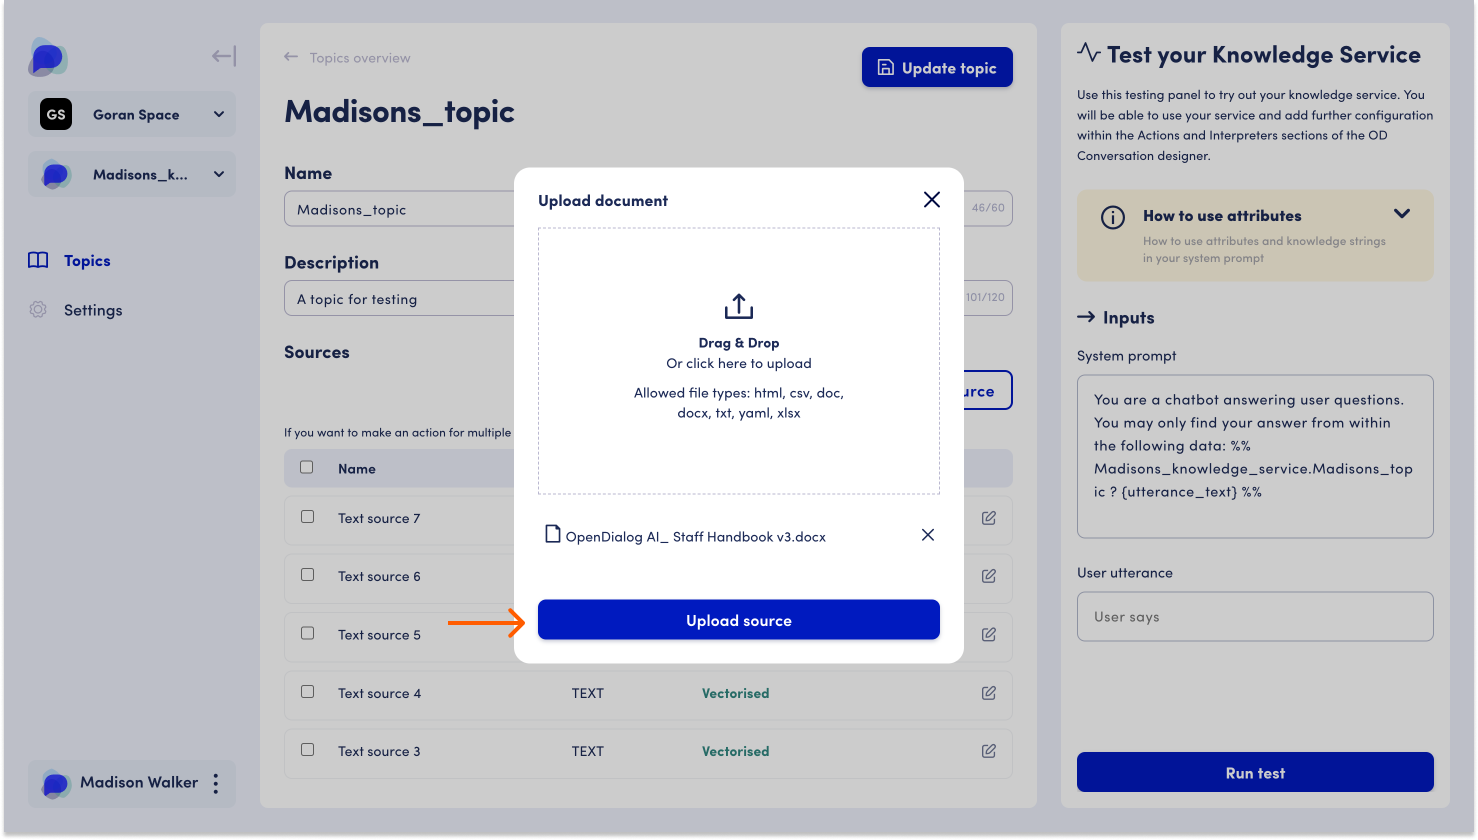 GS
Goran Space
Madisons_k...
Topics
Settings
Madison Walker
Topics overview
Update topic
Madisons_topic
Name
Madisons_topic
46/60
Description
A topic for testing
101/120
Sources
If you want to make an action for multiple
Name
Text source 7
Text source 6
Text source 5
Text source 4 TEXT Vectorised
Text source 3 TEXT Vectorised
Upload document
Drag & Drop
Or click here to upload
Allowed file types: html, csv, doc,
docx, txt, yaml, xlsx
OpenDialog AI_ Staff Handbook v3.docx
Upload source
Test your Knowledge Service
Use this testing panel to try out your knowledge service. You
will be able to use your service and add further configuration
within the Actions and Interpreters sections of the OD
Conversation designer.
How to use attributes
How to use attributes and knowledge strings
in your system prompt
Inputs
System prompt
You are a chatbot answering user questions.
You may only find your answer from within
the following data: %%
Madisons_knowledge_service.Madisons_top
ic ? {utterance_text} %%
User utterance
User says
Run test